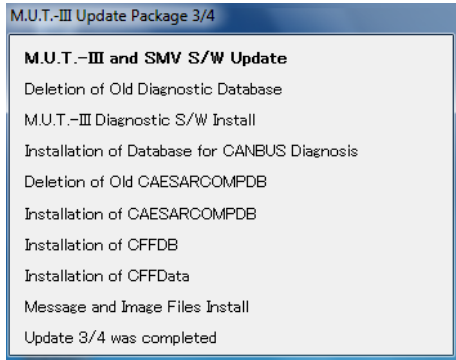 M.U.T.-III Update Package 3/4
M.U.T.-III and SMV S/W Update
Deletion of Old Diagnostic Database
M.U.T.-III Diagnostic S/W Install
Installation of Database for CANBUS Diagnosis
Deletion of Old CAESARCOMPDB
Installation of CAESARCOMPDB
Installation of CFFDB
Installation of CFFData
Message and Image Files Install
Update 3/4 was completed